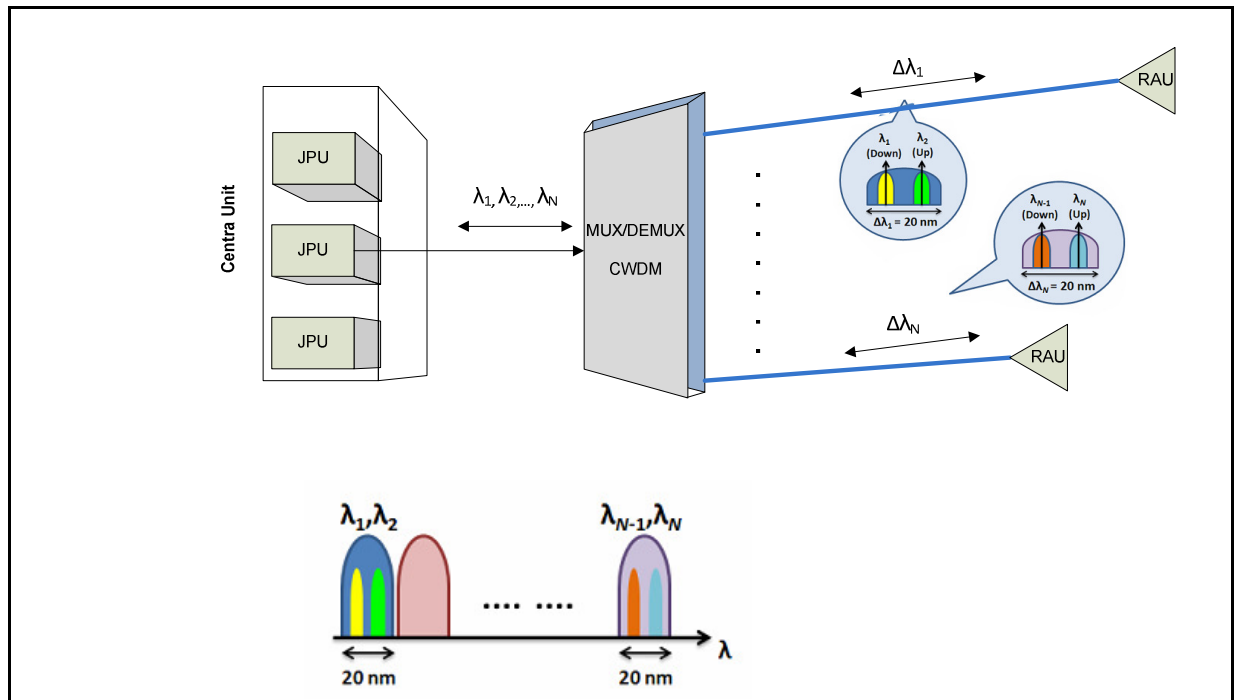 Centra Unit
JPU
JPU
JPU
λ1, λ2,..., λN
MUX/DEMUX
CWDM
Δλ1
RAU
λ1
(Down)
λ2
(Up)
Δλ1 = 20 nm
λN-1
(Down)
λN
(Up)
ΔλN = 20 nm
ΔλN
RAU
λ1,λ2
λN-1,λN
.... ....
λ
20 nm
20 nm